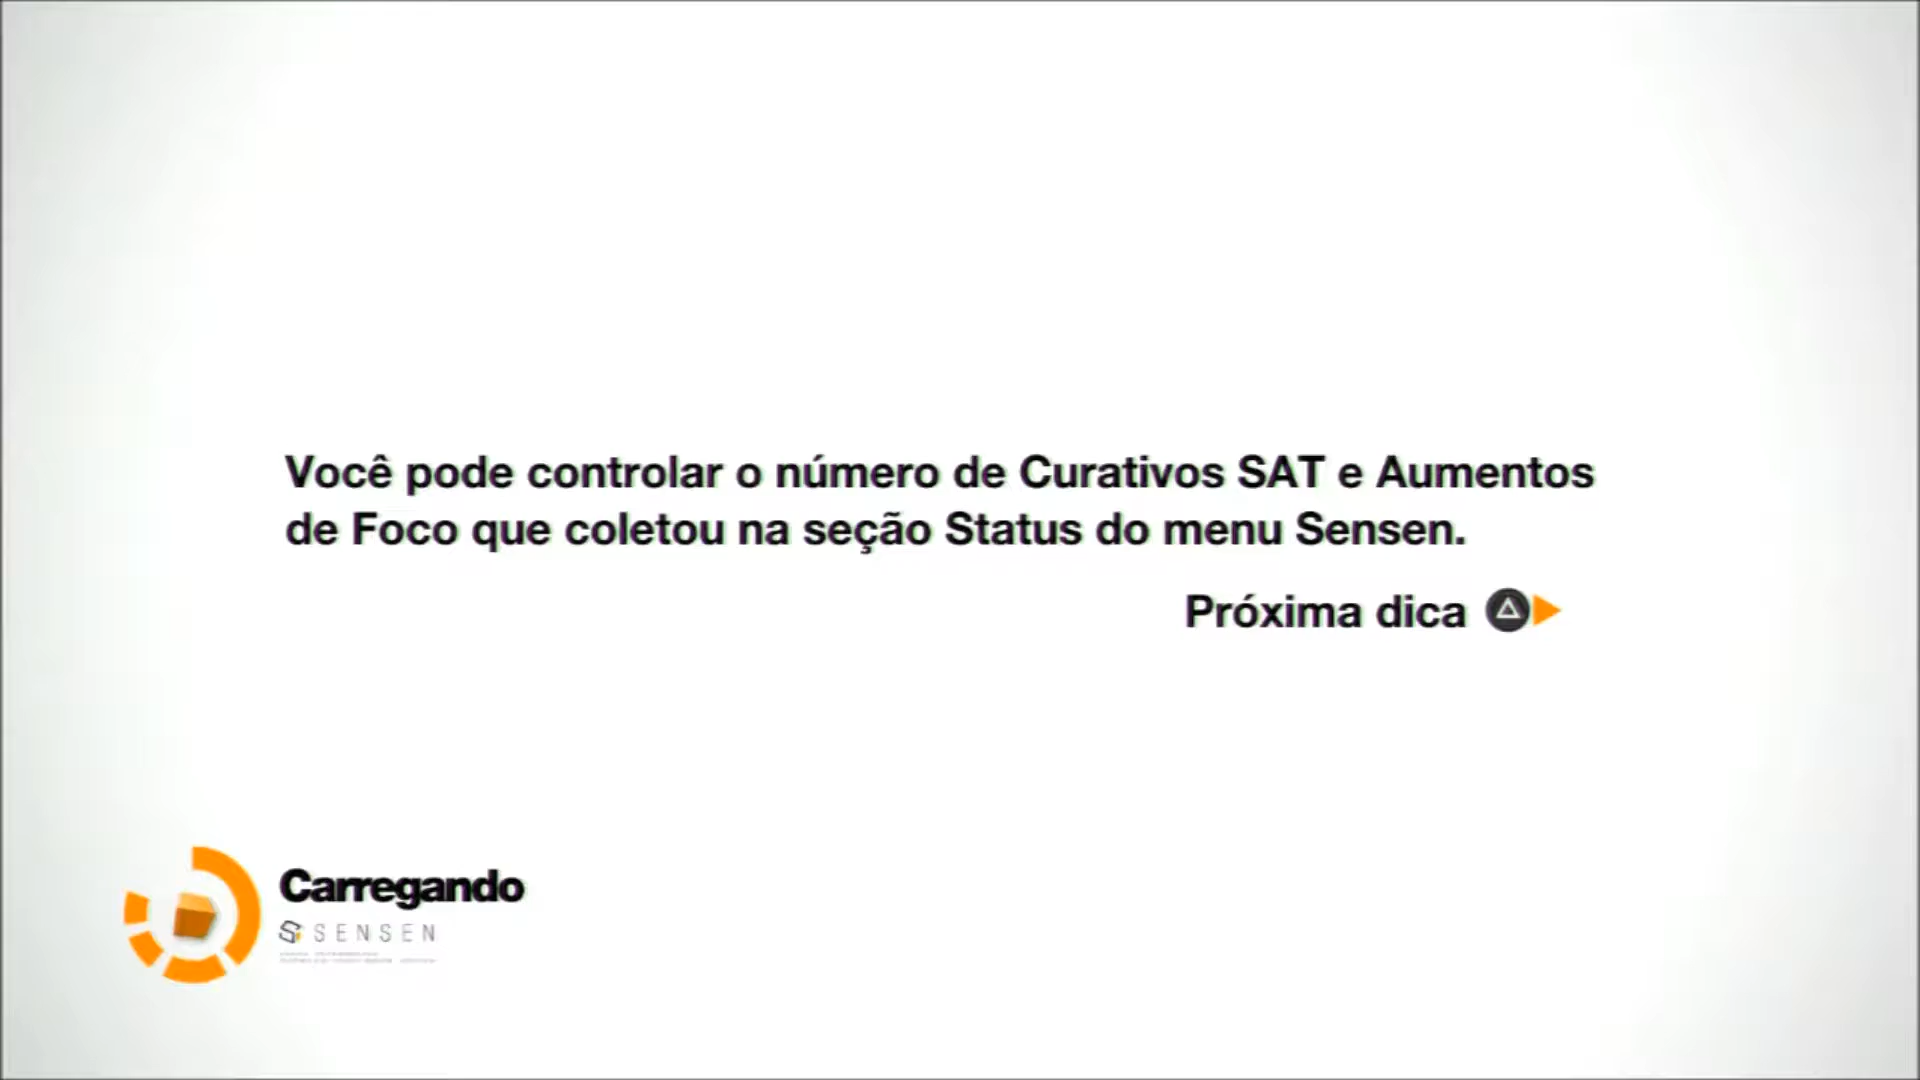 Você pode controlar o número de Curativos SAT e Aumentos
de Foco que coletou na seção Status do menu Sensen.
Próxima dica
Carregando
SENSEN